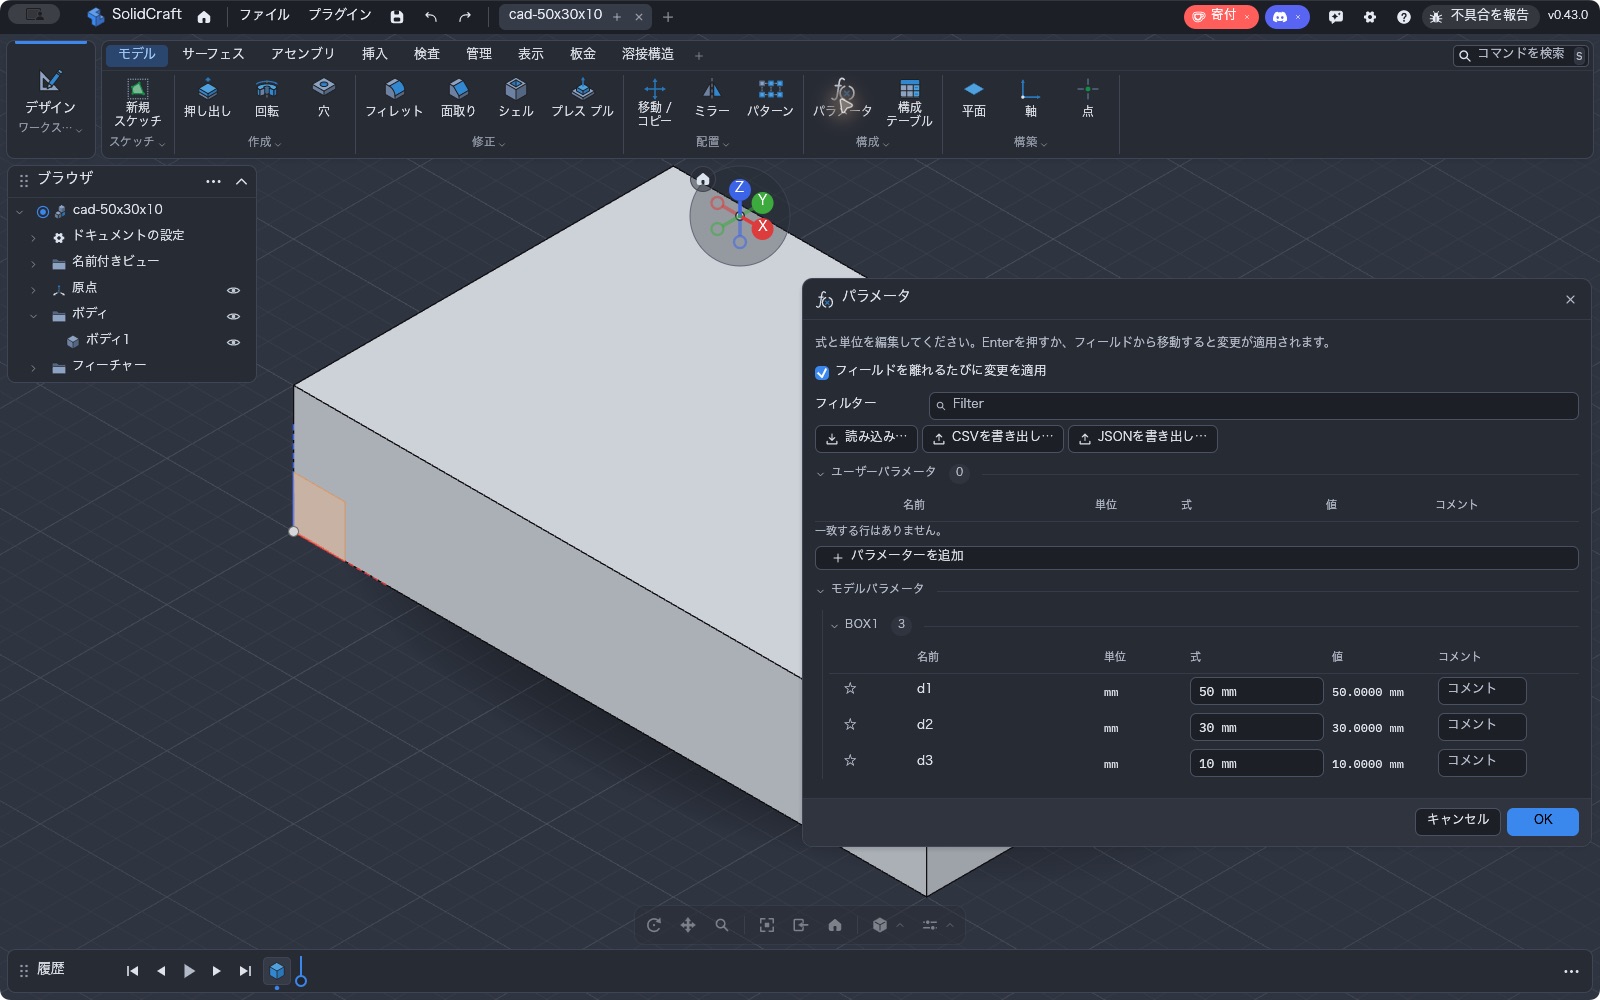 SolidCraft
ファイル プラグイン
cad-50x30x10
寄付
不具合を報告
v0.43.0
デザイン
ワークス…
モデル サーフェス アセンブリ 挿入 検査 管理 表示 板金 溶接構造
コマンドを検索 S
新規スケッチ
スケッチ
押し出し 回転 穴
作成
フィレット 面取り シェル プレス プル
修正
移動 / コピー ミラー パターン
配置
パラメータ 構成テーブル
構成
平面 軸 点
構築
ブラウザ
cad-50x30x10
ドキュメントの設定
名前付きビュー
原点
ボディ
ボディ1
フィーチャー
Z
Y
X
パラメータ
式と単位を編集してください。Enterを押すか、フィールドから移動すると変更が適用されます。
フィールドを離れるたびに変更を適用
フィルター Filter
読み込み… CSVを書き出し… JSONを書き出し…
ユーザーパラメータ 0
名前 単位 式 値 コメント
一致する行はありません。
パラメーターを追加
モデルパラメータ
BOX1 3
名前 単位 式 値 コメント
d1 mm 50 mm 50.0000 mm コメント
d2 mm 30 mm 30.0000 mm コメント
d3 mm 10 mm 10.0000 mm コメント
キャンセル OK
履歴